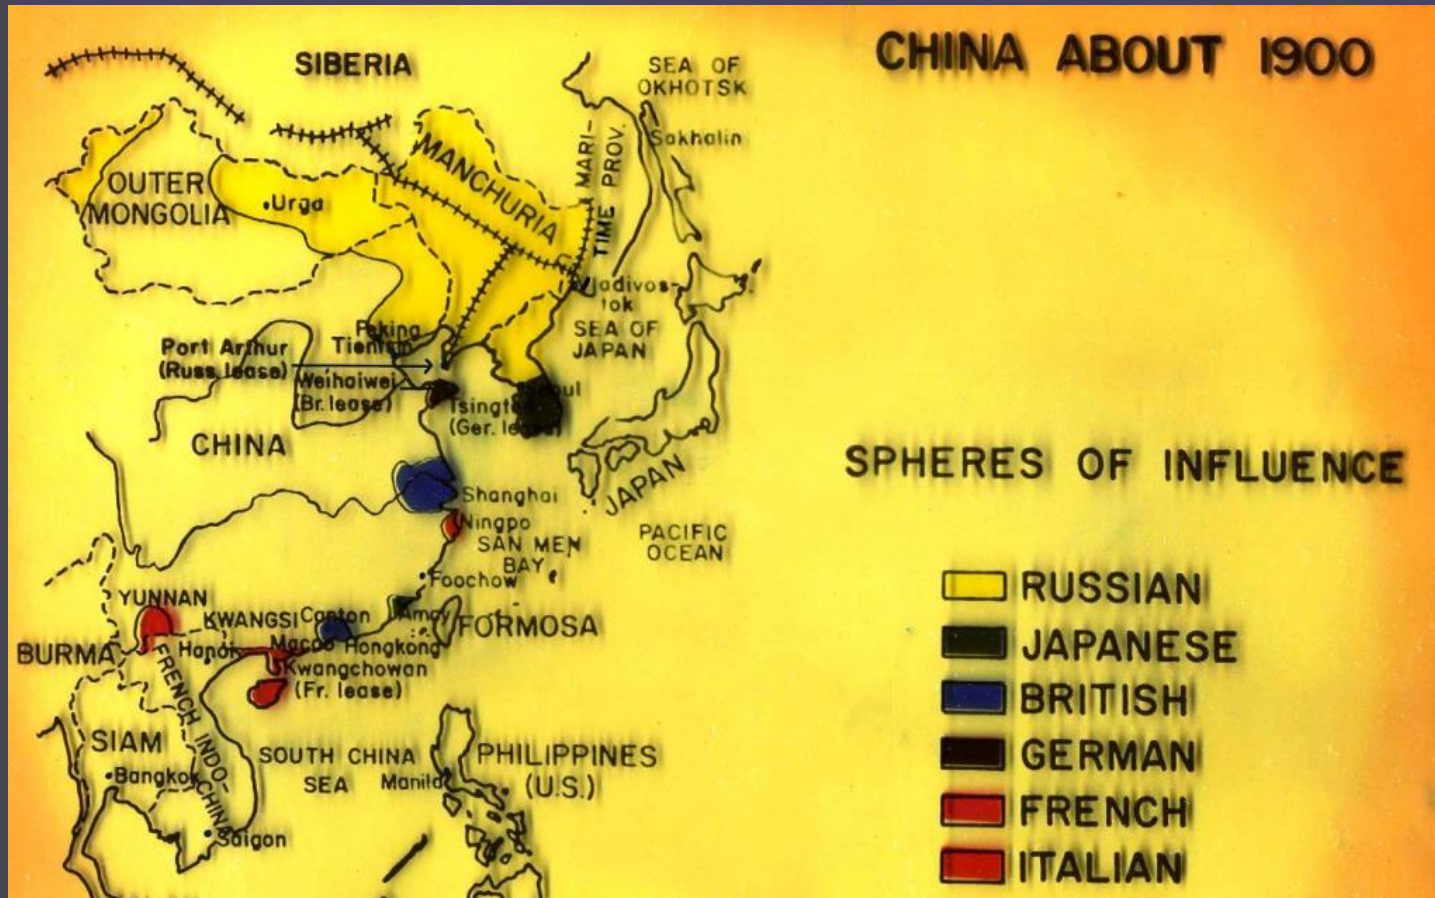 CHINA ABOUT 1900
SIBERIA
SEA OF
OKHOTSK
Sakhalin
MARI-
TIME PROV.
MANCHURIA
OUTER
MONGOLIA
Urga
Vladivos-
tok
SEA OF
JAPAN
Peking
Tientsin
Port Arthur
(Russ. lease)
Weihaiwei
(Br. lease)
Seoul
Tsingtao
(Ger. lease)
CHINA
JAPAN
Shanghai
Ningpo
SAN MEN
BAY
PACIFIC
OCEAN
Foochow
YUNNAN
KWANGSI
Canton
Amoy
FORMOSA
BURMA
Hanoi
Macao
Hongkong
Kwangchowan
(Fr. lease)
FRENCH INDO-
CHINA
SIAM
Bangkok
SOUTH CHINA
SEA
Manila
PHILIPPINES
(U.S.)
Saigon
SPHERES OF INFLUENCE
RUSSIAN
JAPANESE
BRITISH
GERMAN
FRENCH
ITALIAN